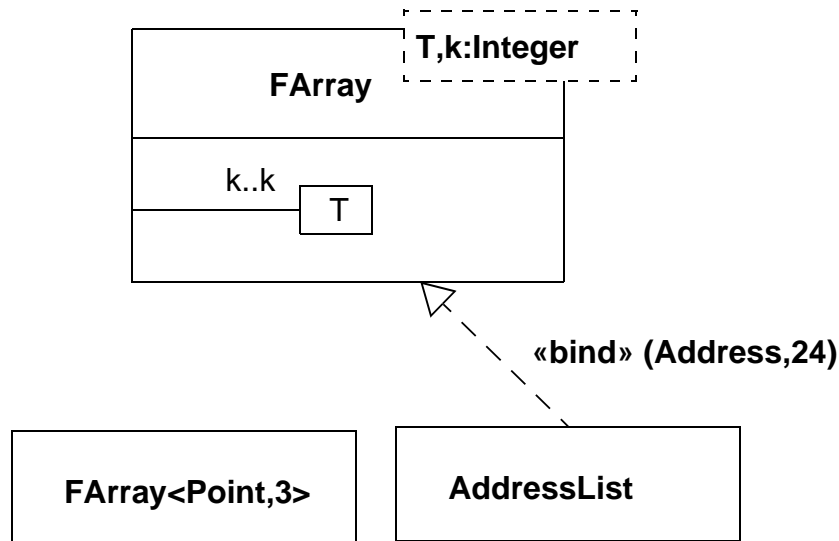 T,k:Integer
FArray
k..k
T
«bind» (Address,24)
FArray<Point,3>
AddressList